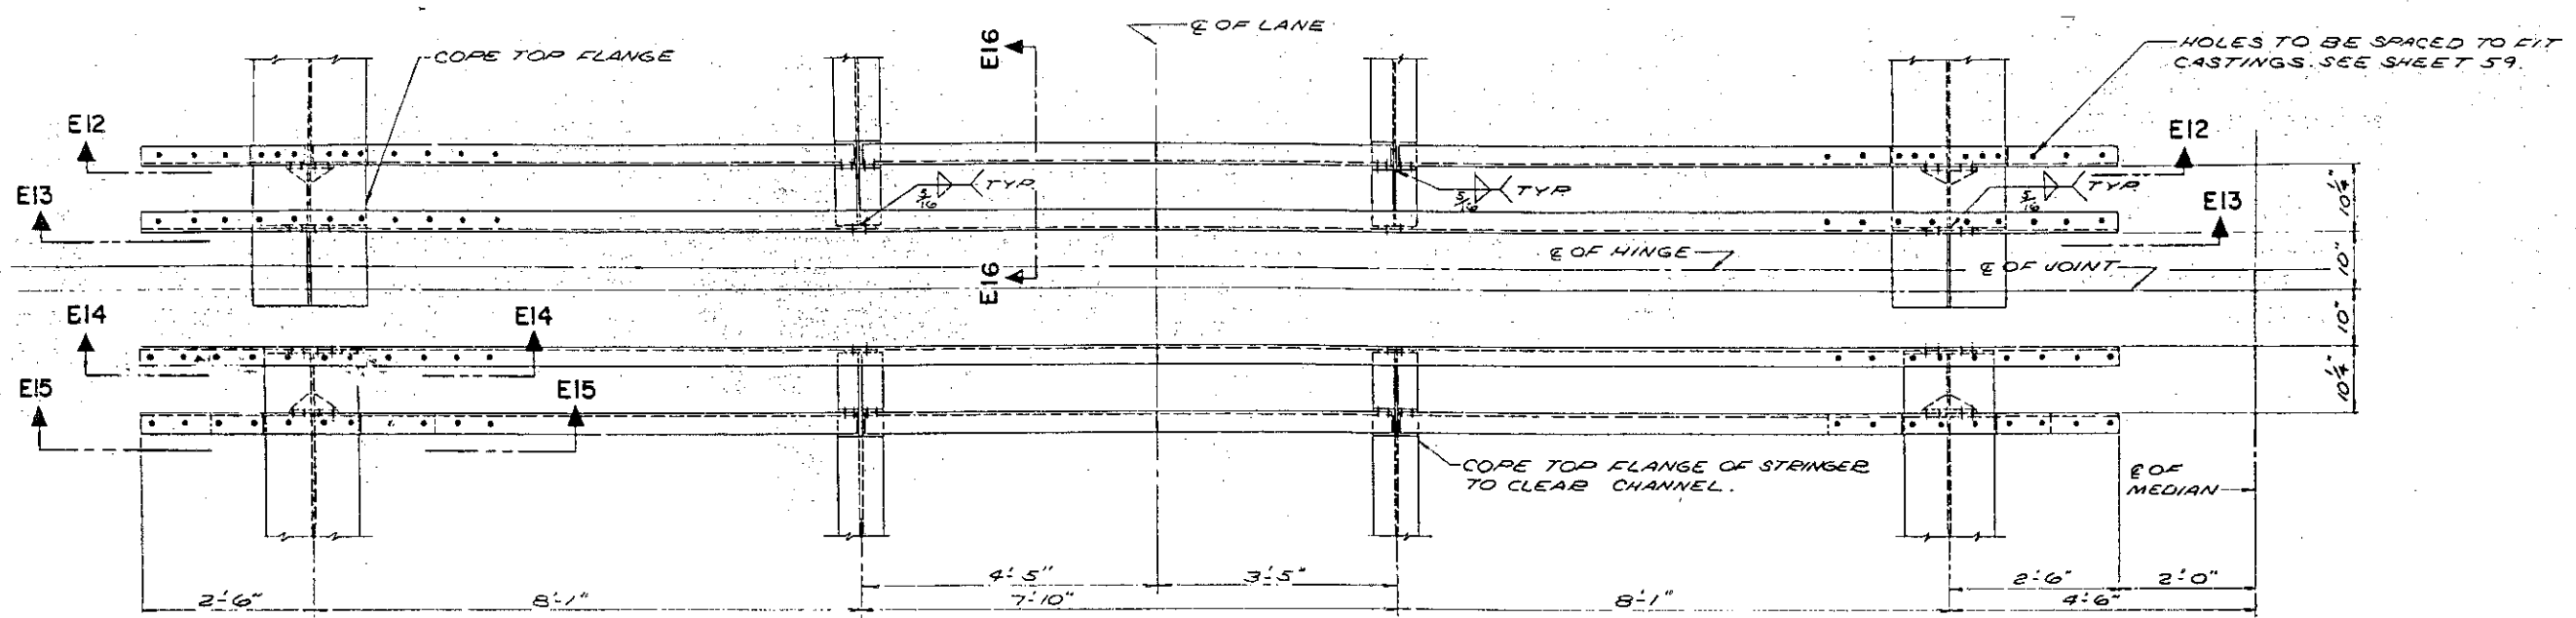 ℄ OF LANE
COPE TOP FLANGE
E16
HOLES TO BE SPACED TO FIT
CASTINGS. SEE SHEET 59.
E12
E12
E13
5/16
TYP.
5/16
TYP.
5/16
TYP.
E13
10¼"
℄ OF HINGE
℄ OF JOINT
10"
E16
E14
E14
10"
E15
E15
10¼"
COPE TOP FLANGE OF STRINGER
TO CLEAR CHANNEL.
℄ OF
MEDIAN
4'-5"
3'-5"
2'-6"
2'-0"
2'-6"
8'-1"
7'-10"
8'-1"
4'-6"